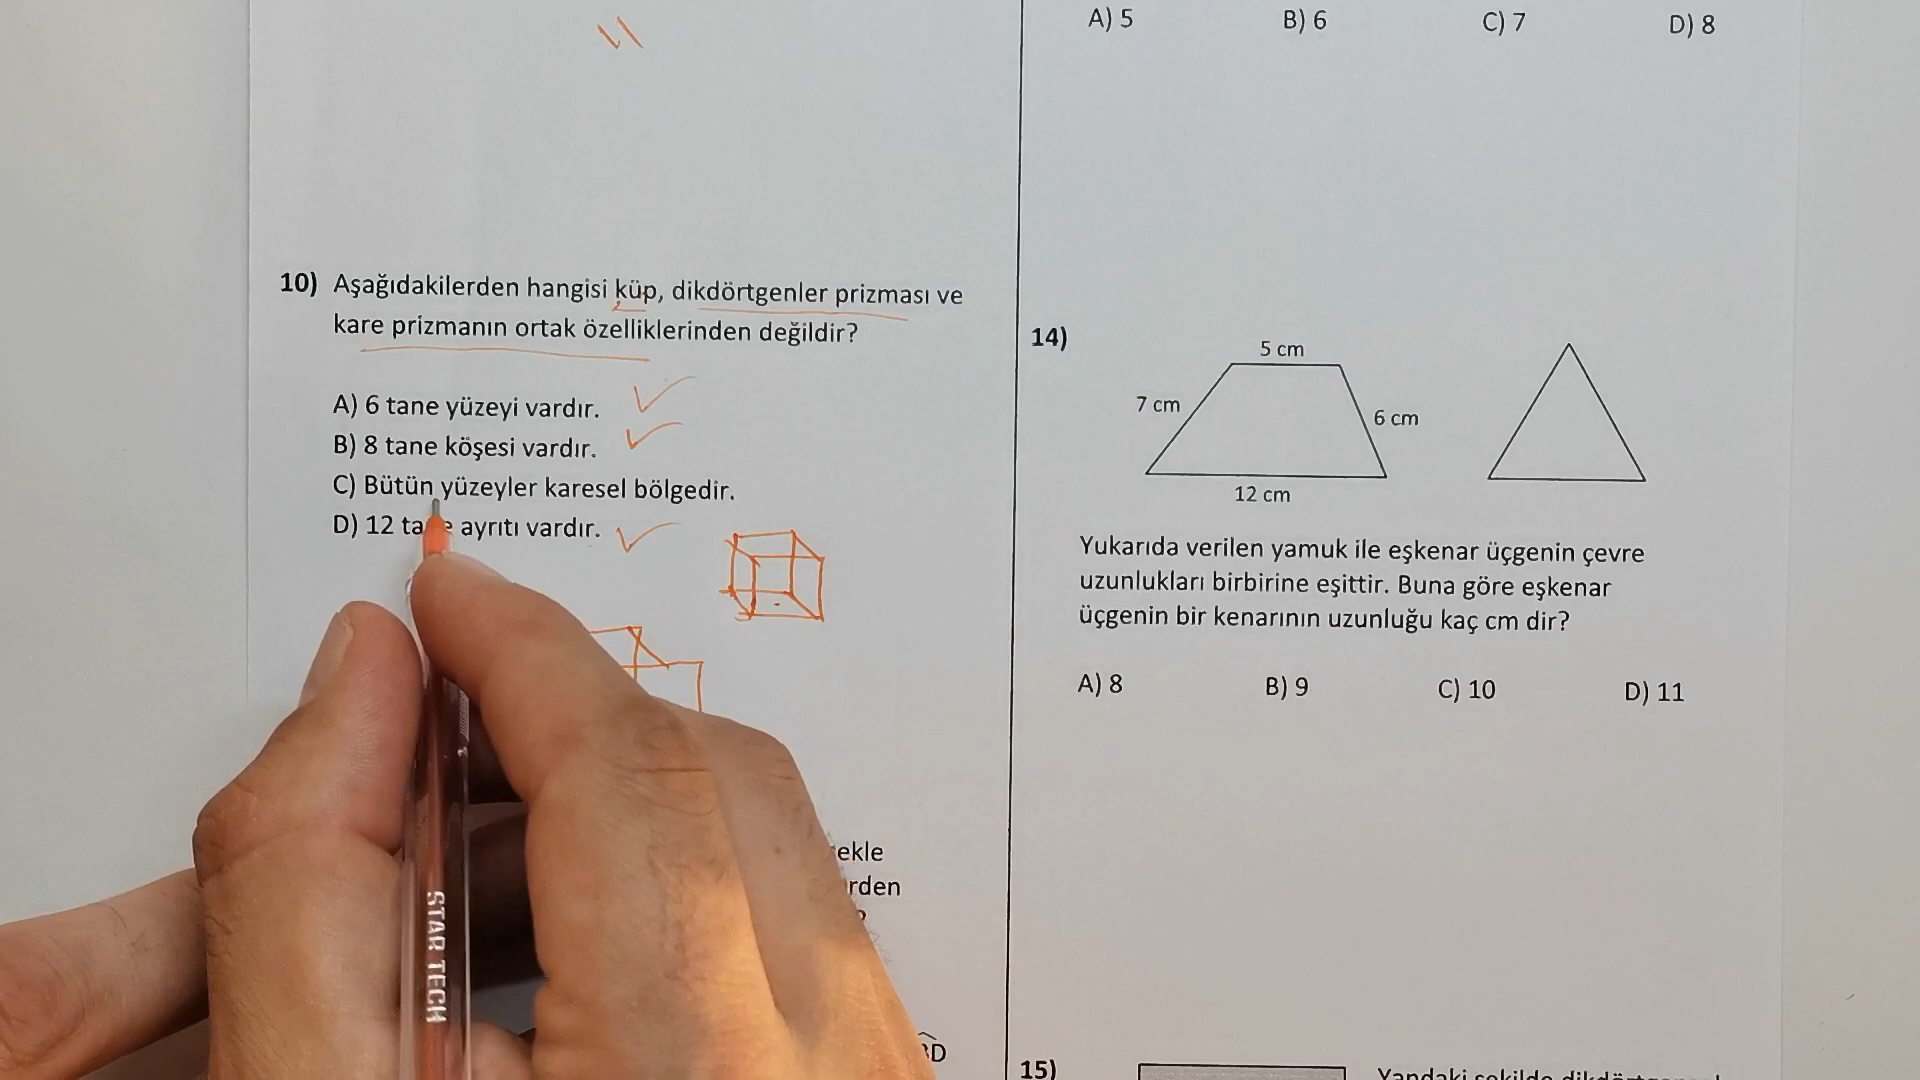 10) Aşağıdakilerden hangisi küp, dikdörtgenler prizması ve
kare prizmanın ortak özelliklerinden değildir?
A) 6 tane yüzeyi vardır.
B) 8 tane köşesi vardır.
C) Bütün yüzeyler karesel bölgedir.
D) 12 tane ayrıtı vardır.
STAR TECH
A) 5 B) 6 C) 7 D) 8
14)
5 cm
7 cm
6 cm
12 cm
Yukarıda verilen yamuk ile eşkenar üçgenin çevre
uzunlukları birbirine eşittir. Buna göre eşkenar
üçgenin bir kenarının uzunluğu kaç cm dir?
A) 8 B) 9 C) 10 D) 11
15)
Yandaki şekilde